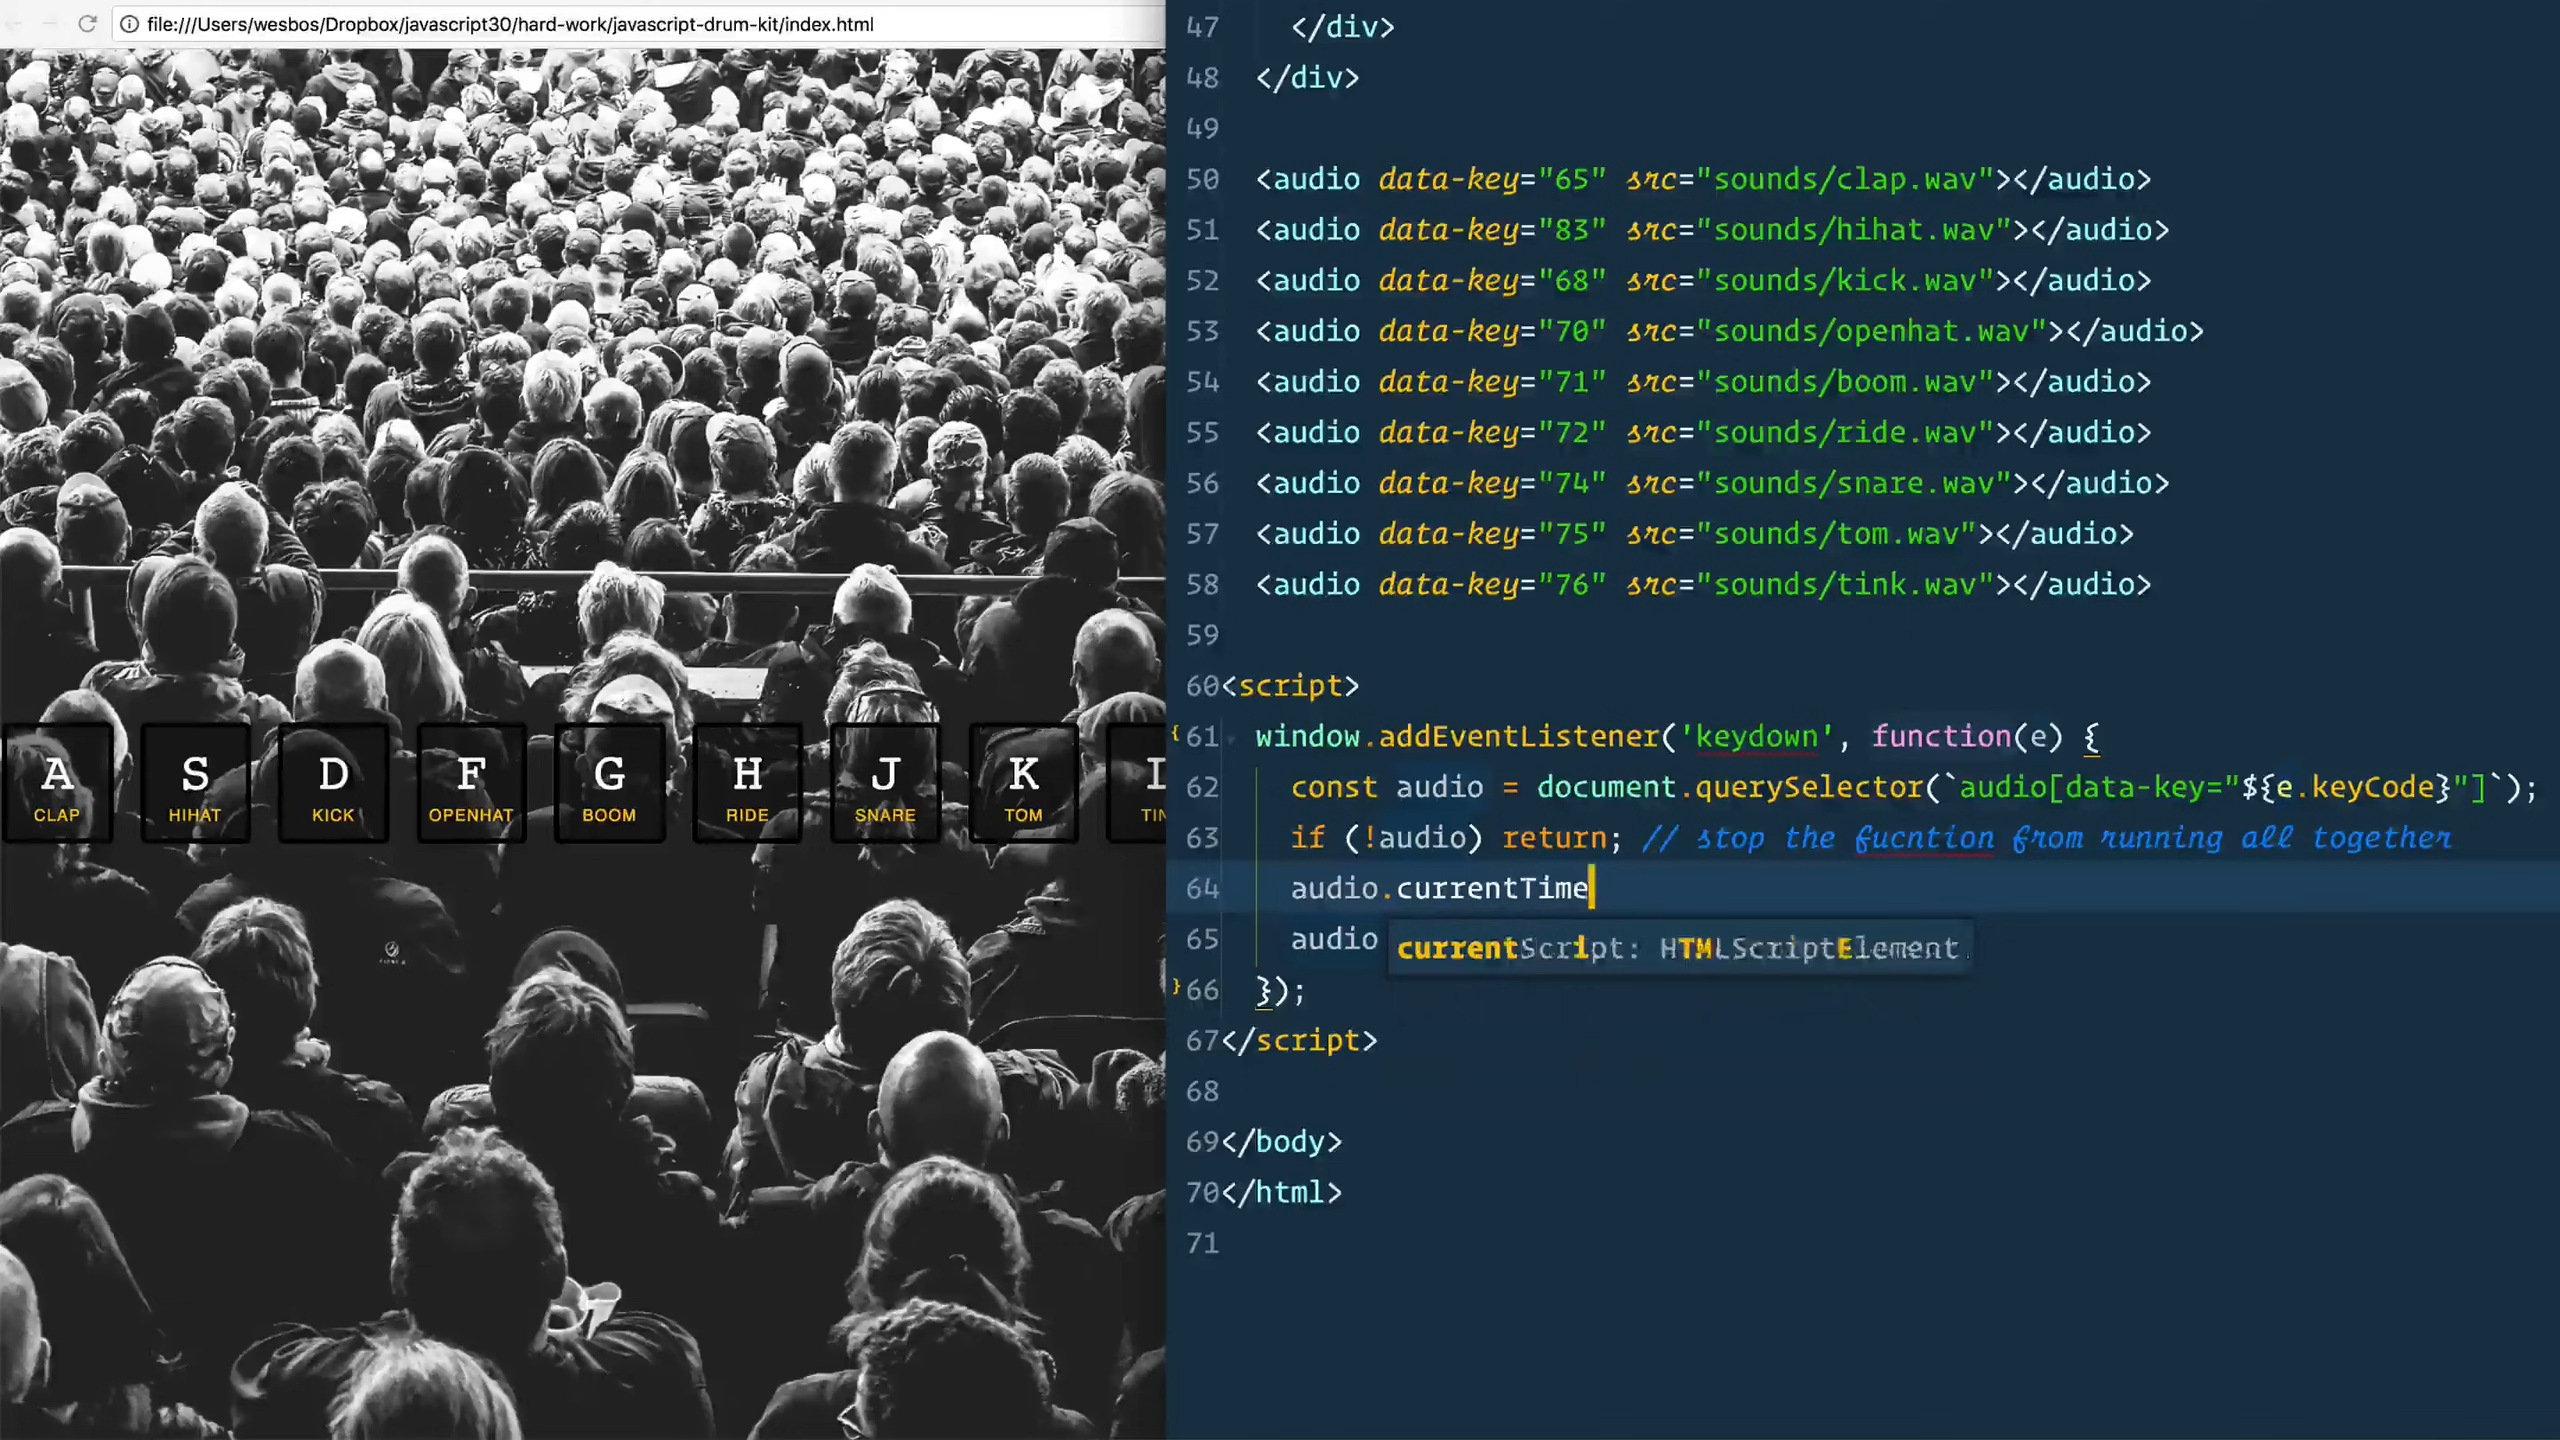 file:///Users/wesbos/Dropbox/javascript30/hard-work/javascript-drum-kit/index.html
A
CLAP
S
HIHAT
D
KICK
F
OPENHAT
G
BOOM
H
RIDE
J
SNARE
K
TOM
47 </div>
48 </div>
49
50 <audio data-key="65" src="sounds/clap.wav"></audio>
51 <audio data-key="83" src="sounds/hihat.wav"></audio>
52 <audio data-key="68" src="sounds/kick.wav"></audio>
53 <audio data-key="70" src="sounds/openhat.wav"></audio>
54 <audio data-key="71" src="sounds/boom.wav"></audio>
55 <audio data-key="72" src="sounds/ride.wav"></audio>
56 <audio data-key="74" src="sounds/snare.wav"></audio>
57 <audio data-key="75" src="sounds/tom.wav"></audio>
58 <audio data-key="76" src="sounds/tink.wav"></audio>
59
60 <script>
61 window.addEventListener('keydown', function(e) {
62 const audio = document.querySelector(`audio[data-key="${e.keyCode}"]`);
63 if (!audio) return; // stop the fucntion from running all together
64 audio.currentTime
65 audio
currentScript: HTMLScriptElement
66 });
67 </script>
68
69 </body>
70 </html>
71